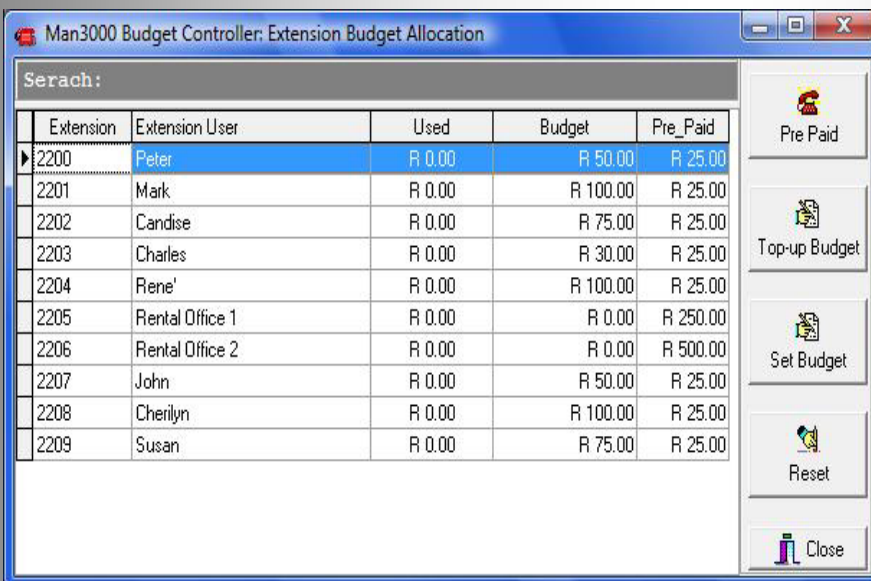 Man3000 Budget Controller: Extension Budget Allocation
Serach:
Extension Extension User Used Budget Pre_Paid
2200 Peter R 0.00 R 50.00 R 25.00
2201 Mark R 0.00 R 100.00 R 25.00
2202 Candise R 0.00 R 75.00 R 25.00
2203 Charles R 0.00 R 30.00 R 25.00
2204 Rene' R 0.00 R 100.00 R 25.00
2205 Rental Office 1 R 0.00 R 0.00 R 250.00
2206 Rental Office 2 R 0.00 R 0.00 R 500.00
2207 John R 0.00 R 50.00 R 25.00
2208 Cherilyn R 0.00 R 100.00 R 25.00
2209 Susan R 0.00 R 75.00 R 25.00
Pre Paid
Top-up Budget
Set Budget
Reset
Close